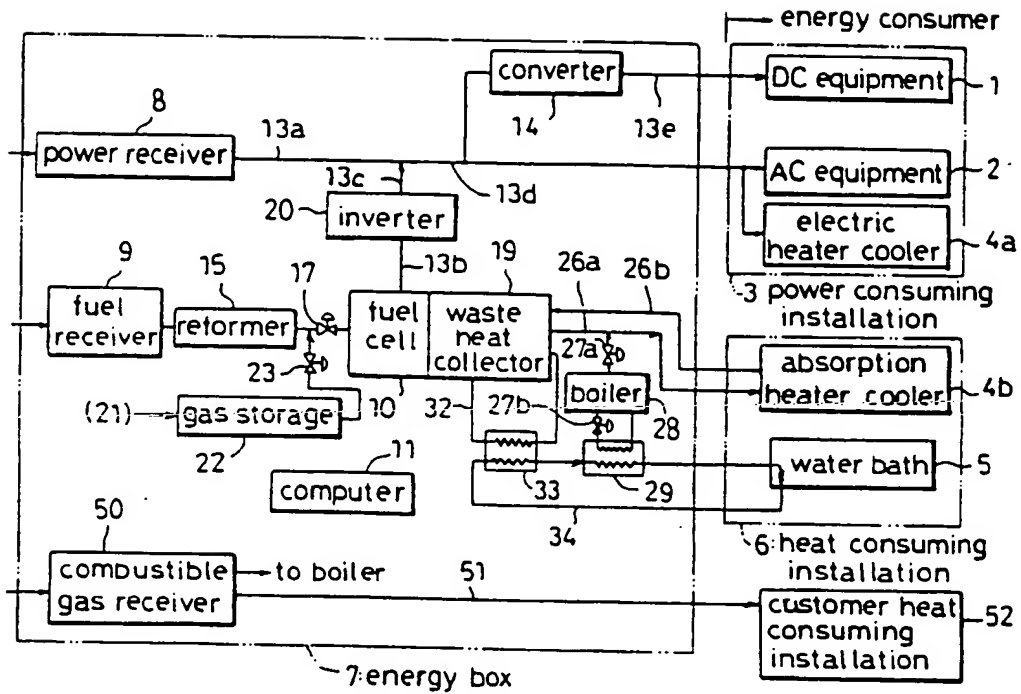 energy consumer
converter
DC equipment
1
14
13e
8
13a
power receiver
13c
13d
AC equipment
2
20
inverter
electric
heater cooler
4a
13b
19
26a
26b
9
15
17
3 power consuming
installation
fuel
receiver
reformer
fuel
cell
waste
heat
collector
27a
absorption
heater cooler
4b
23
(21)
gas storage
10
32
27b
boiler
28
22
11
computer
33
29
water bath
5
34
6: heat consuming
installation
50
combustible
gas receiver
to boiler
51
customer heat
consuming
installation
52
7: energy box